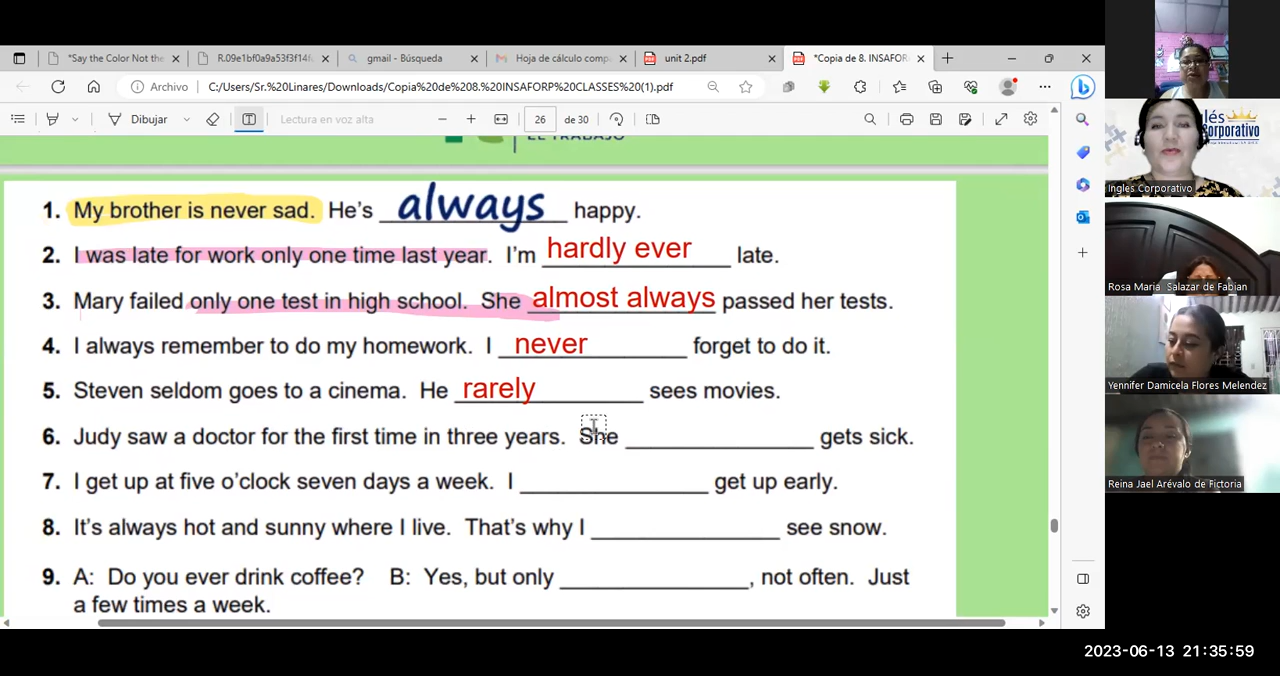 *Say the Color Not the
R.09e1bf0a9a53f3f14f
gmail - Búsqueda
Hoja de cálculo comp
unit 2.pdf
*Copia de 8. INSAFOR
Archivo
C:/Users/Sr.%20Linares/Downloads/Copia%20de%208.%20INSAFORP%20CLASSES%20(1).pdf
Dibujar
Lectura en voz alta
26
de 30
EL TRABAJO
1. My brother is never sad. He's always happy.
2. I was late for work only one time last year. I'm hardly ever late.
3. Mary failed only one test in high school. She almost always passed her tests.
4. I always remember to do my homework. I never forget to do it.
5. Steven seldom goes to a cinema. He rarely sees movies.
6. Judy saw a doctor for the first time in three years. She ______________ gets sick.
7. I get up at five o'clock seven days a week. I ______________ get up early.
8. It's always hot and sunny where I live. That's why I ______________ see snow.
9. A: Do you ever drink coffee? B: Yes, but only ______________, not often. Just
a few times a week.
glés
Corporativo
Ingles Corporativo
Rosa Maria Salazar de Fabian
Yennifer Damicela Flores Melendez
Reina Jael Arévalo de Fictoria
2023-06-13 21:35:59